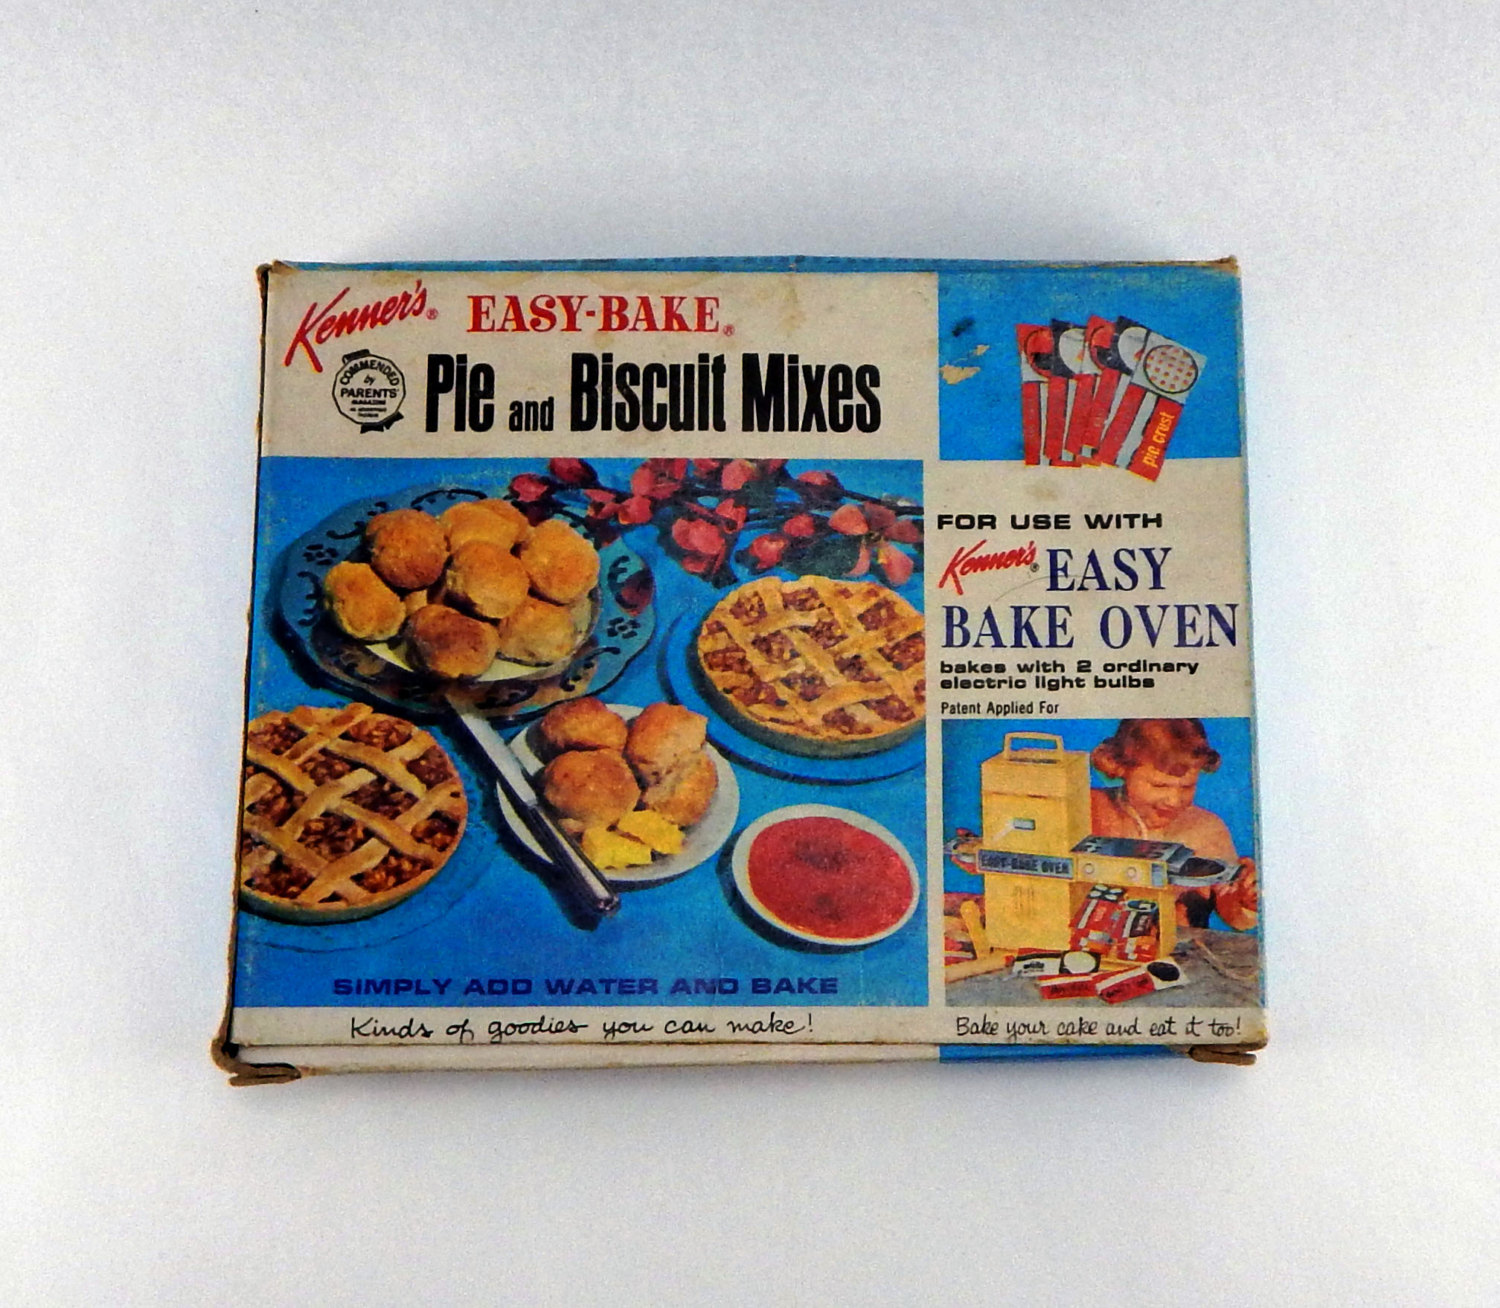 Kenner's® EASY-BAKE®
COMMENDED
by
PARENTS'
MAGAZINE
Pie and Biscuit Mixes
pie crust
FOR USE WITH
Kenner's® EASY
BAKE OVEN
bakes with 2 ordinary
electric light bulbs
Patent Applied For
EASY-BAKE OVEN
SIMPLY ADD WATER AND BAKE
Kinds of goodies you can make!
Bake your cake and eat it too!